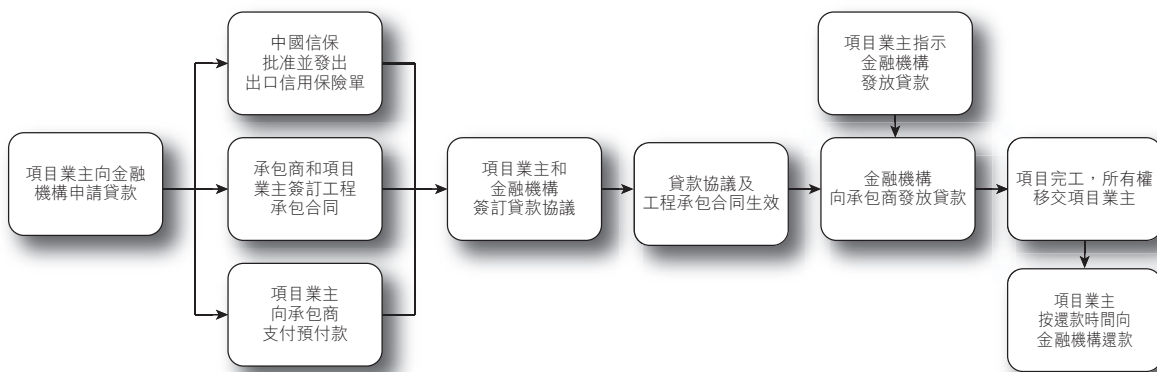 項目業主向金融
機構申請貸款
中國信保
批准並發出
出口信用保險單
承包商和項目
業主簽訂工程
承包合同
項目業主
向承包商
支付預付款
項目業主和
金融機構
簽訂貸款協議
貸款協議及
工程承包合同生效
項目業主指示
金融機構
發放貸款
金融機構
向承包商發放貸款
項目完工，所有權
移交項目業主
項目業主
按還款時間向
金融機構還款